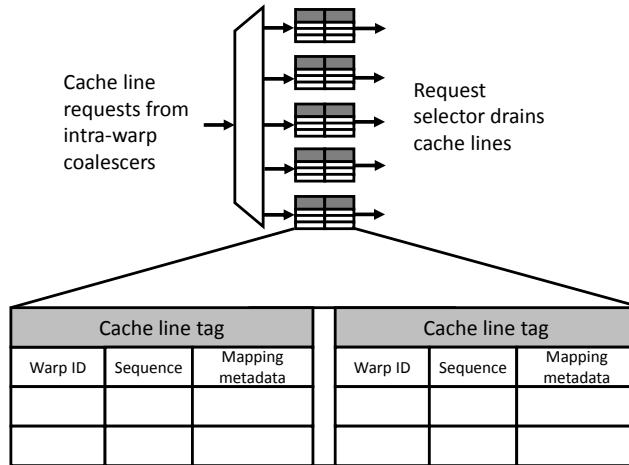 Cache line
requests from
intra-warp
coalescers
Request
selector drains
cache lines
Cache line tag
Cache line tag
Warp ID
Sequence
Mapping
metadata
Warp ID
Sequence
Mapping
metadata